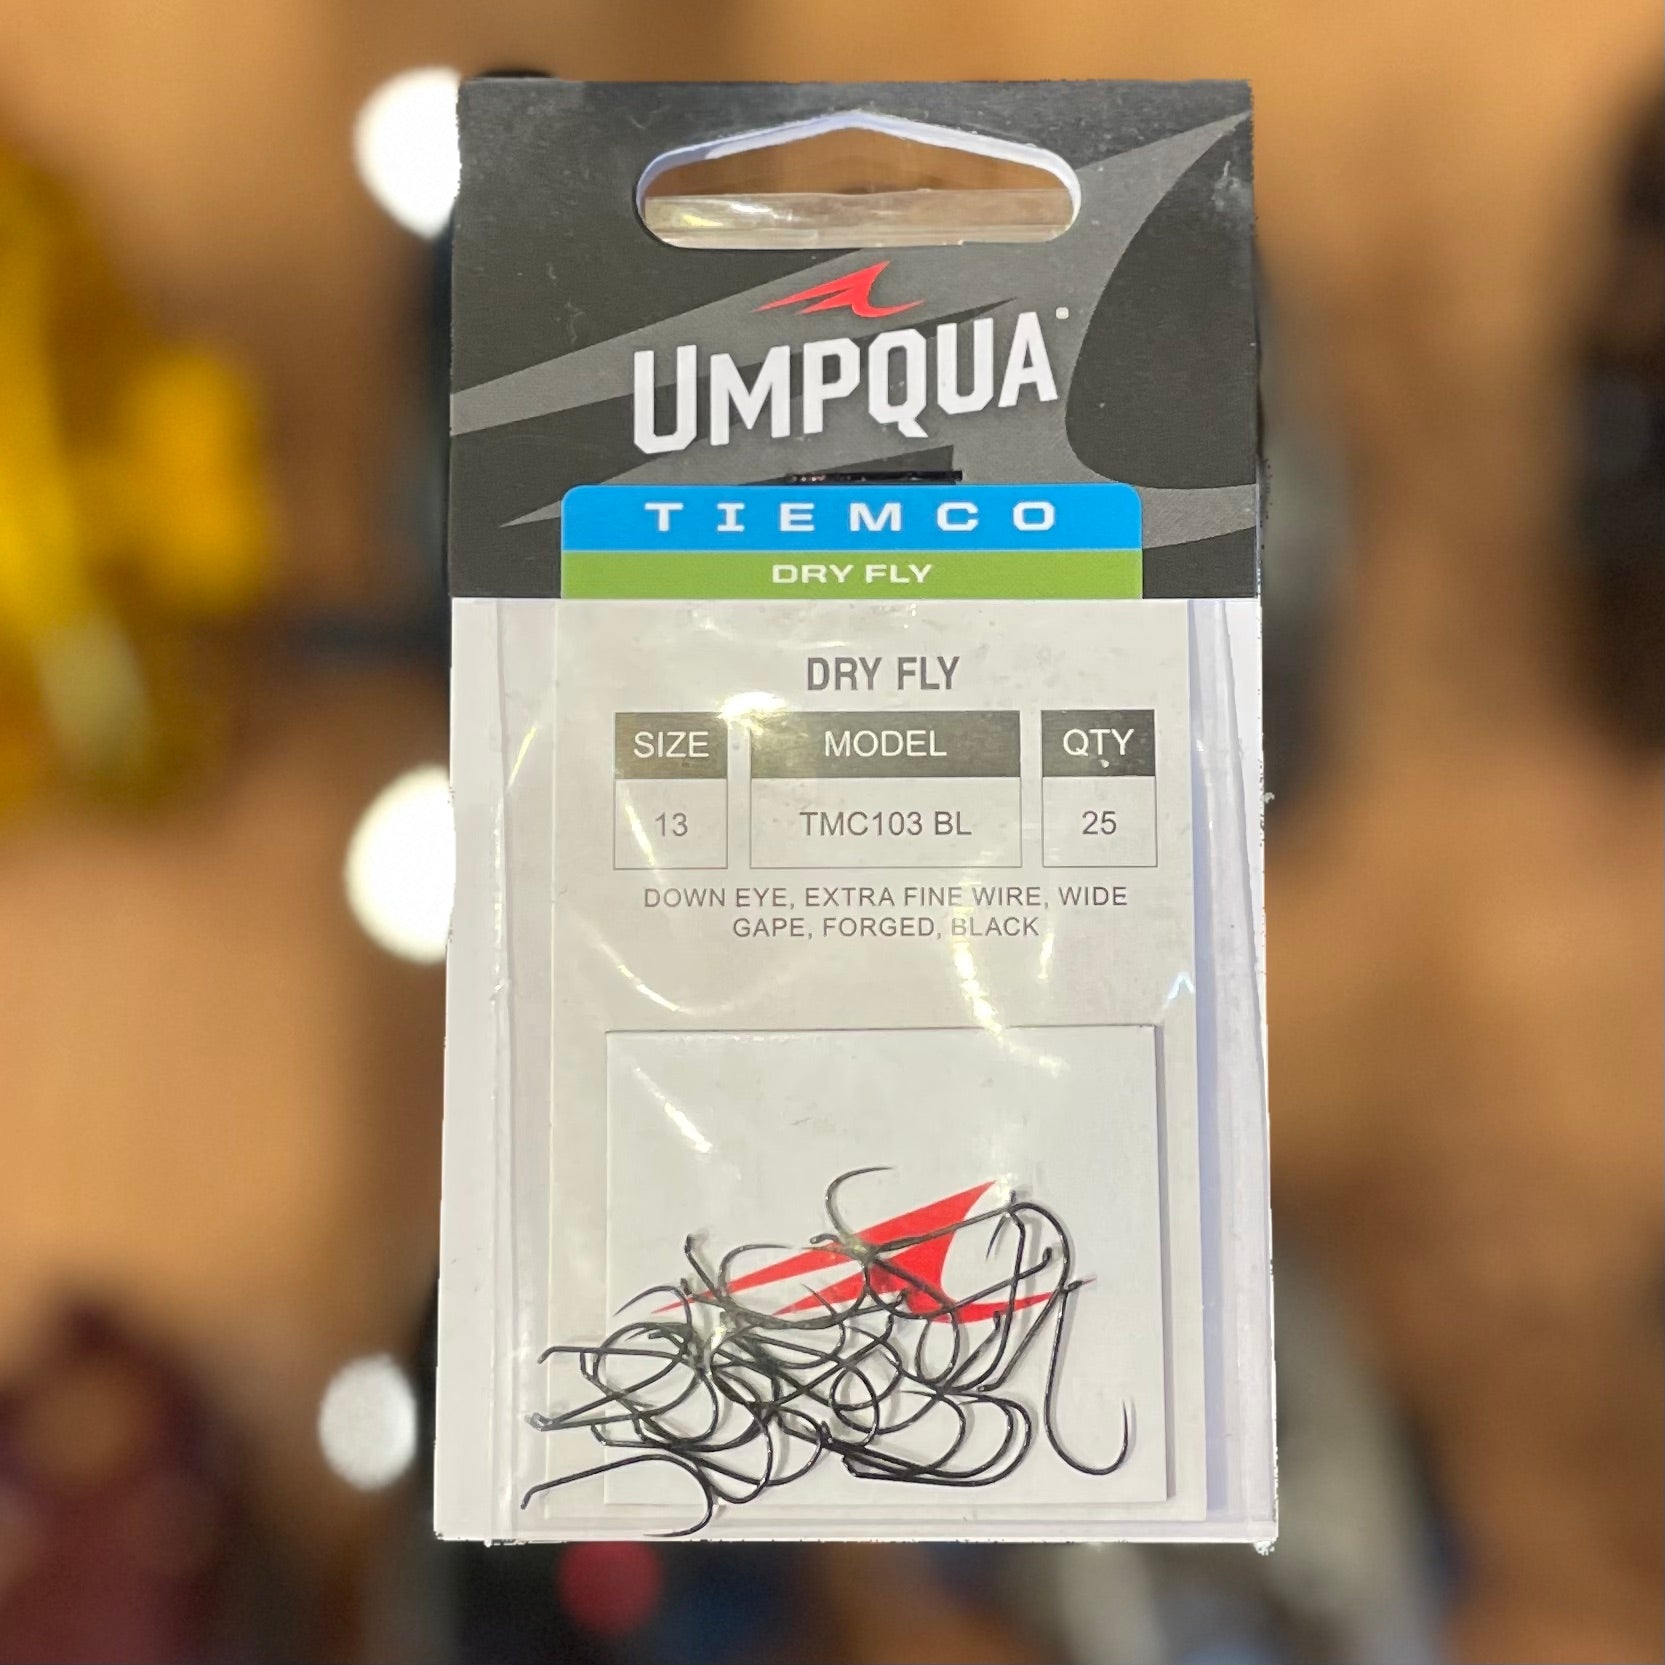 UMPQUA
TIEMCO
DRY FLY
DRY FLY
SIZE MODEL QTY
13 TMC103 BL 25
DOWN EYE, EXTRA FINE WIRE, WIDE
GAPE, FORGED, BLACK